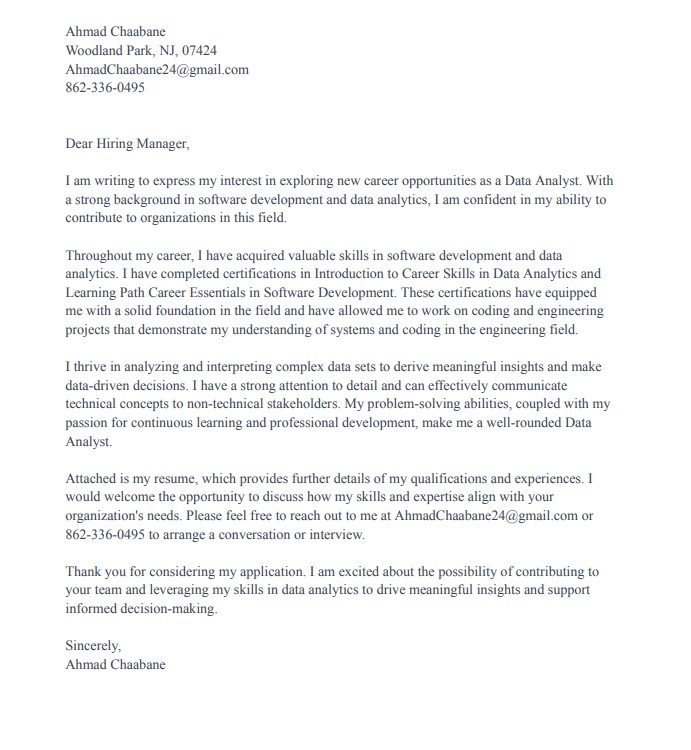 Ahmad Chaabane
Woodland Park, NJ, 07424
AhmadChaabane24@gmail.com
862-336-0495
Dear Hiring Manager,
I am writing to express my interest in exploring new career opportunities as a Data Analyst. With
a strong background in software development and data analytics, I am confident in my ability to
contribute to organizations in this field.
Throughout my career, I have acquired valuable skills in software development and data
analytics. I have completed certifications in Introduction to Career Skills in Data Analytics and
Learning Path Career Essentials in Software Development. These certifications have equipped
me with a solid foundation in the field and have allowed me to work on coding and engineering
projects that demonstrate my understanding of systems and coding in the engineering field.
I thrive in analyzing and interpreting complex data sets to derive meaningful insights and make
data-driven decisions. I have a strong attention to detail and can effectively communicate
technical concepts to non-technical stakeholders. My problem-solving abilities, coupled with my
passion for continuous learning and professional development, make me a well-rounded Data
Analyst.
Attached is my resume, which provides further details of my qualifications and experiences. I
would welcome the opportunity to discuss how my skills and expertise align with your
organization's needs. Please feel free to reach out to me at AhmadChaabane24@gmail.com or
862-336-0495 to arrange a conversation or interview.
Thank you for considering my application. I am excited about the possibility of contributing to
your team and leveraging my skills in data analytics to drive meaningful insights and support
informed decision-making.
Sincerely,
Ahmad Chaabane